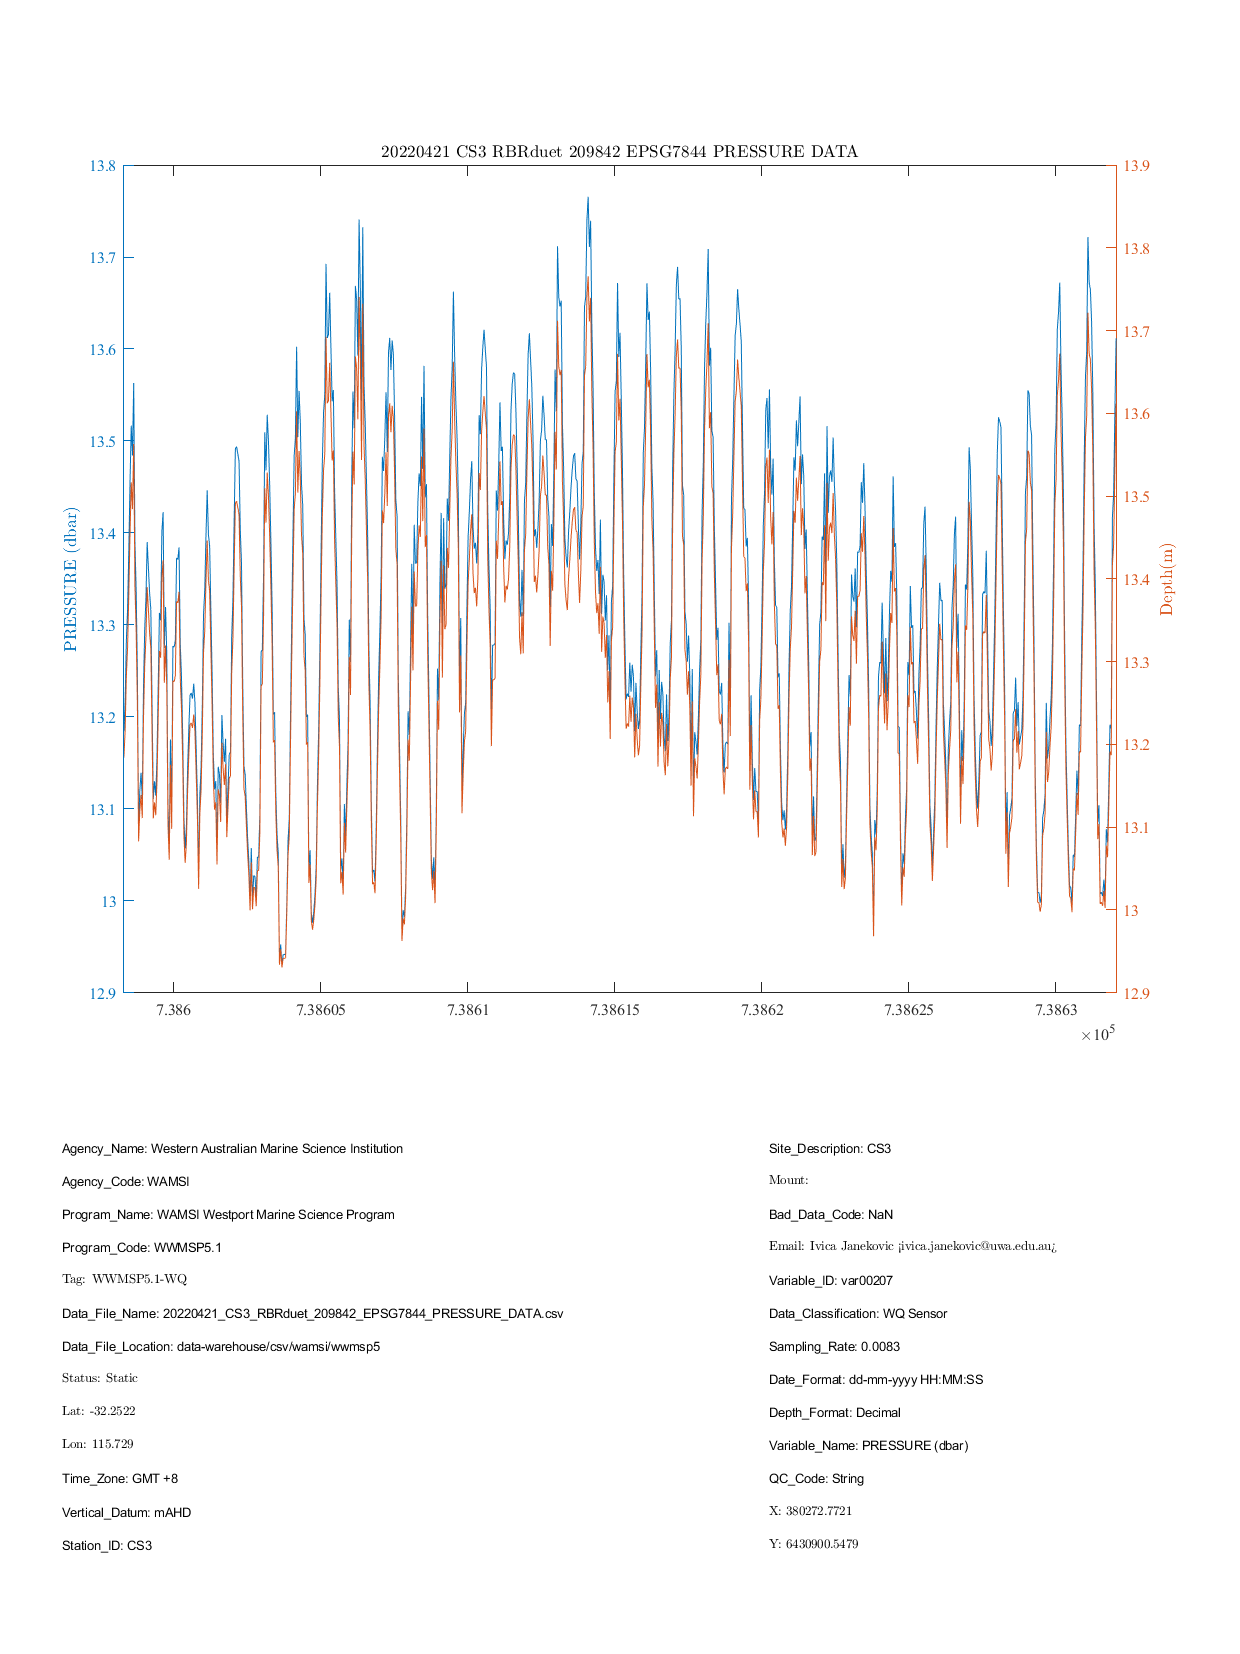 20220421 CS3 RBRduet 209842 EPSG7844 PRESSURE DATA
13.8
13.7
13.6
13.5
13.4
13.3
13.2
13.1
13
12.9
PRESSURE (dbar)
13.9
13.8
13.7
13.6
13.5
13.4
13.3
13.2
13.1
13
12.9
Depth(m)
7.386 7.38605 7.3861 7.38615 7.3862 7.38625 7.3863
×10^5
Agency_Name: Western Australian Marine Science Institution
Agency_Code: WAMSI
Program_Name: WAMSI Westport Marine Science Program
Program_Code: WWMSP5.1
Tag: WWMSP5.1-WQ
Data_File_Name: 20220421_CS3_RBRduet_209842_EPSG7844_PRESSURE_DATA.csv
Data_File_Location: data-warehouse/csv/wamsi/wwmsp5
Status: Static
Lat: -32.2522
Lon: 115.729
Time_Zone: GMT +8
Vertical_Datum: mAHD
Station_ID: CS3
Site_Description: CS3
Mount:
Bad_Data_Code: NaN
Email: Ivica Janekovic ¡ivica.janekovic@uwa.edu.au¿
Variable_ID: var00207
Data_Classification: WQ Sensor
Sampling_Rate: 0.0083
Date_Format: dd-mm-yyyy HH:MM:SS
Depth_Format: Decimal
Variable_Name: PRESSURE (dbar)
QC_Code: String
X: 380272.7721
Y: 6430900.5479